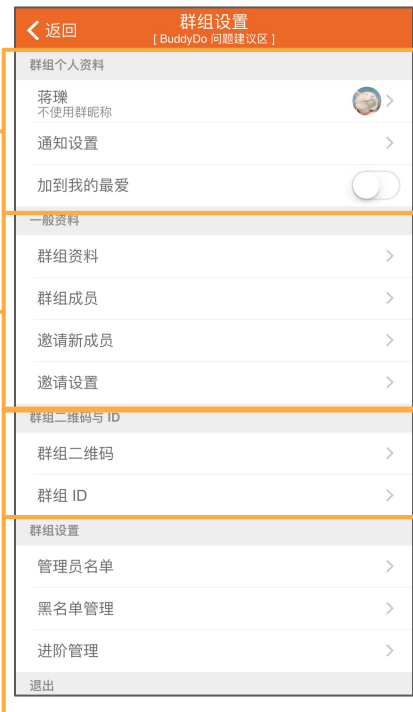 返回
群组设置
[ BuddyDo 问题建议区 ]
群组个人资料
蒋瓅
不使用群昵称
通知设置
加到我的最爱
一般资料
群组资料
群组成员
邀请新成员
邀请设置
群组二维码与 ID
群组二维码
群组 ID
群组设置
管理员名单
黑名单管理
进阶管理
退出